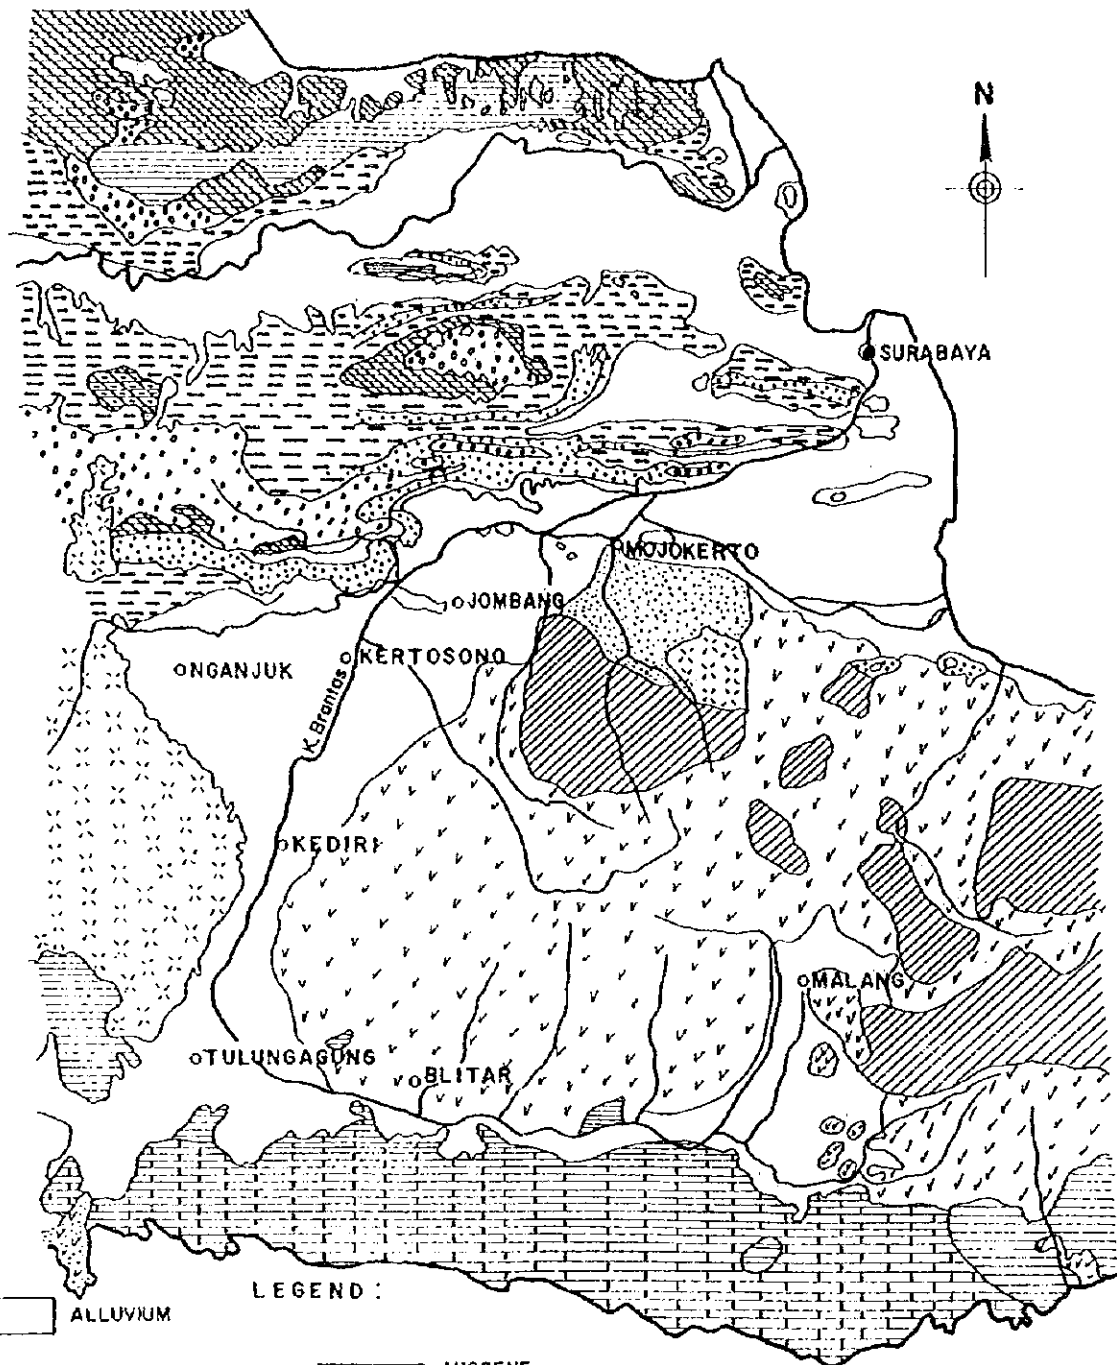 N
SURABAYA
MOJOKERTO
JOMBANG
KERTOSONO
NGANJUK
K. Brantas
KEDIRI
MALANG
TULUNGAGUNG
BLITAR
LEGEND :
ALLUVIUM